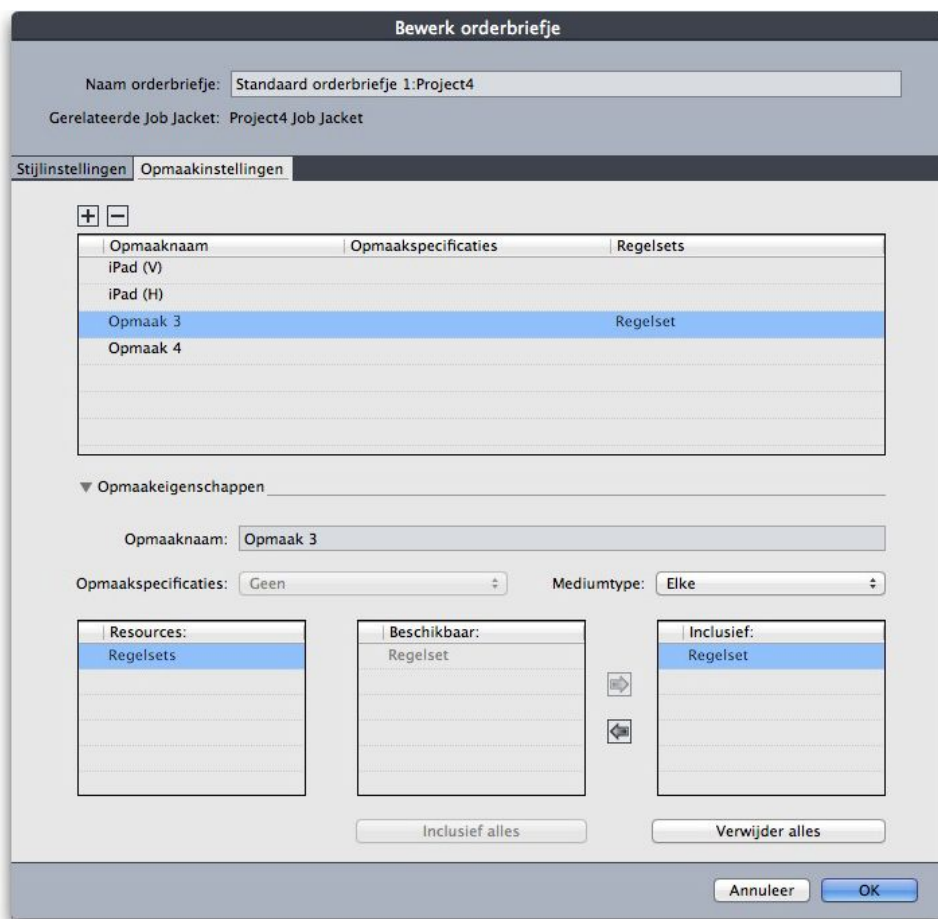 Bewerk orderbriefje
Naam orderbriefje: Standaard orderbriefje 1:Project4
Gerelateerde Job Jacket: Project4 Job Jacket
Stijlinstellingen Opmaakinstellingen
Opmaaknaam Opmaakspecificaties Regelsets
iPad (V)
iPad (H)
Opmaak 3 Regelset
Opmaak 4
Opmaakeigenschappen
Opmaaknaam: Opmaak 3
Opmaakspecificaties: Geen Mediumtype: Elke
Resources: Beschikbaar: Inclusief:
Regelsets Regelset Regelset
Inclusief alles Verwijder alles
Annuleer OK